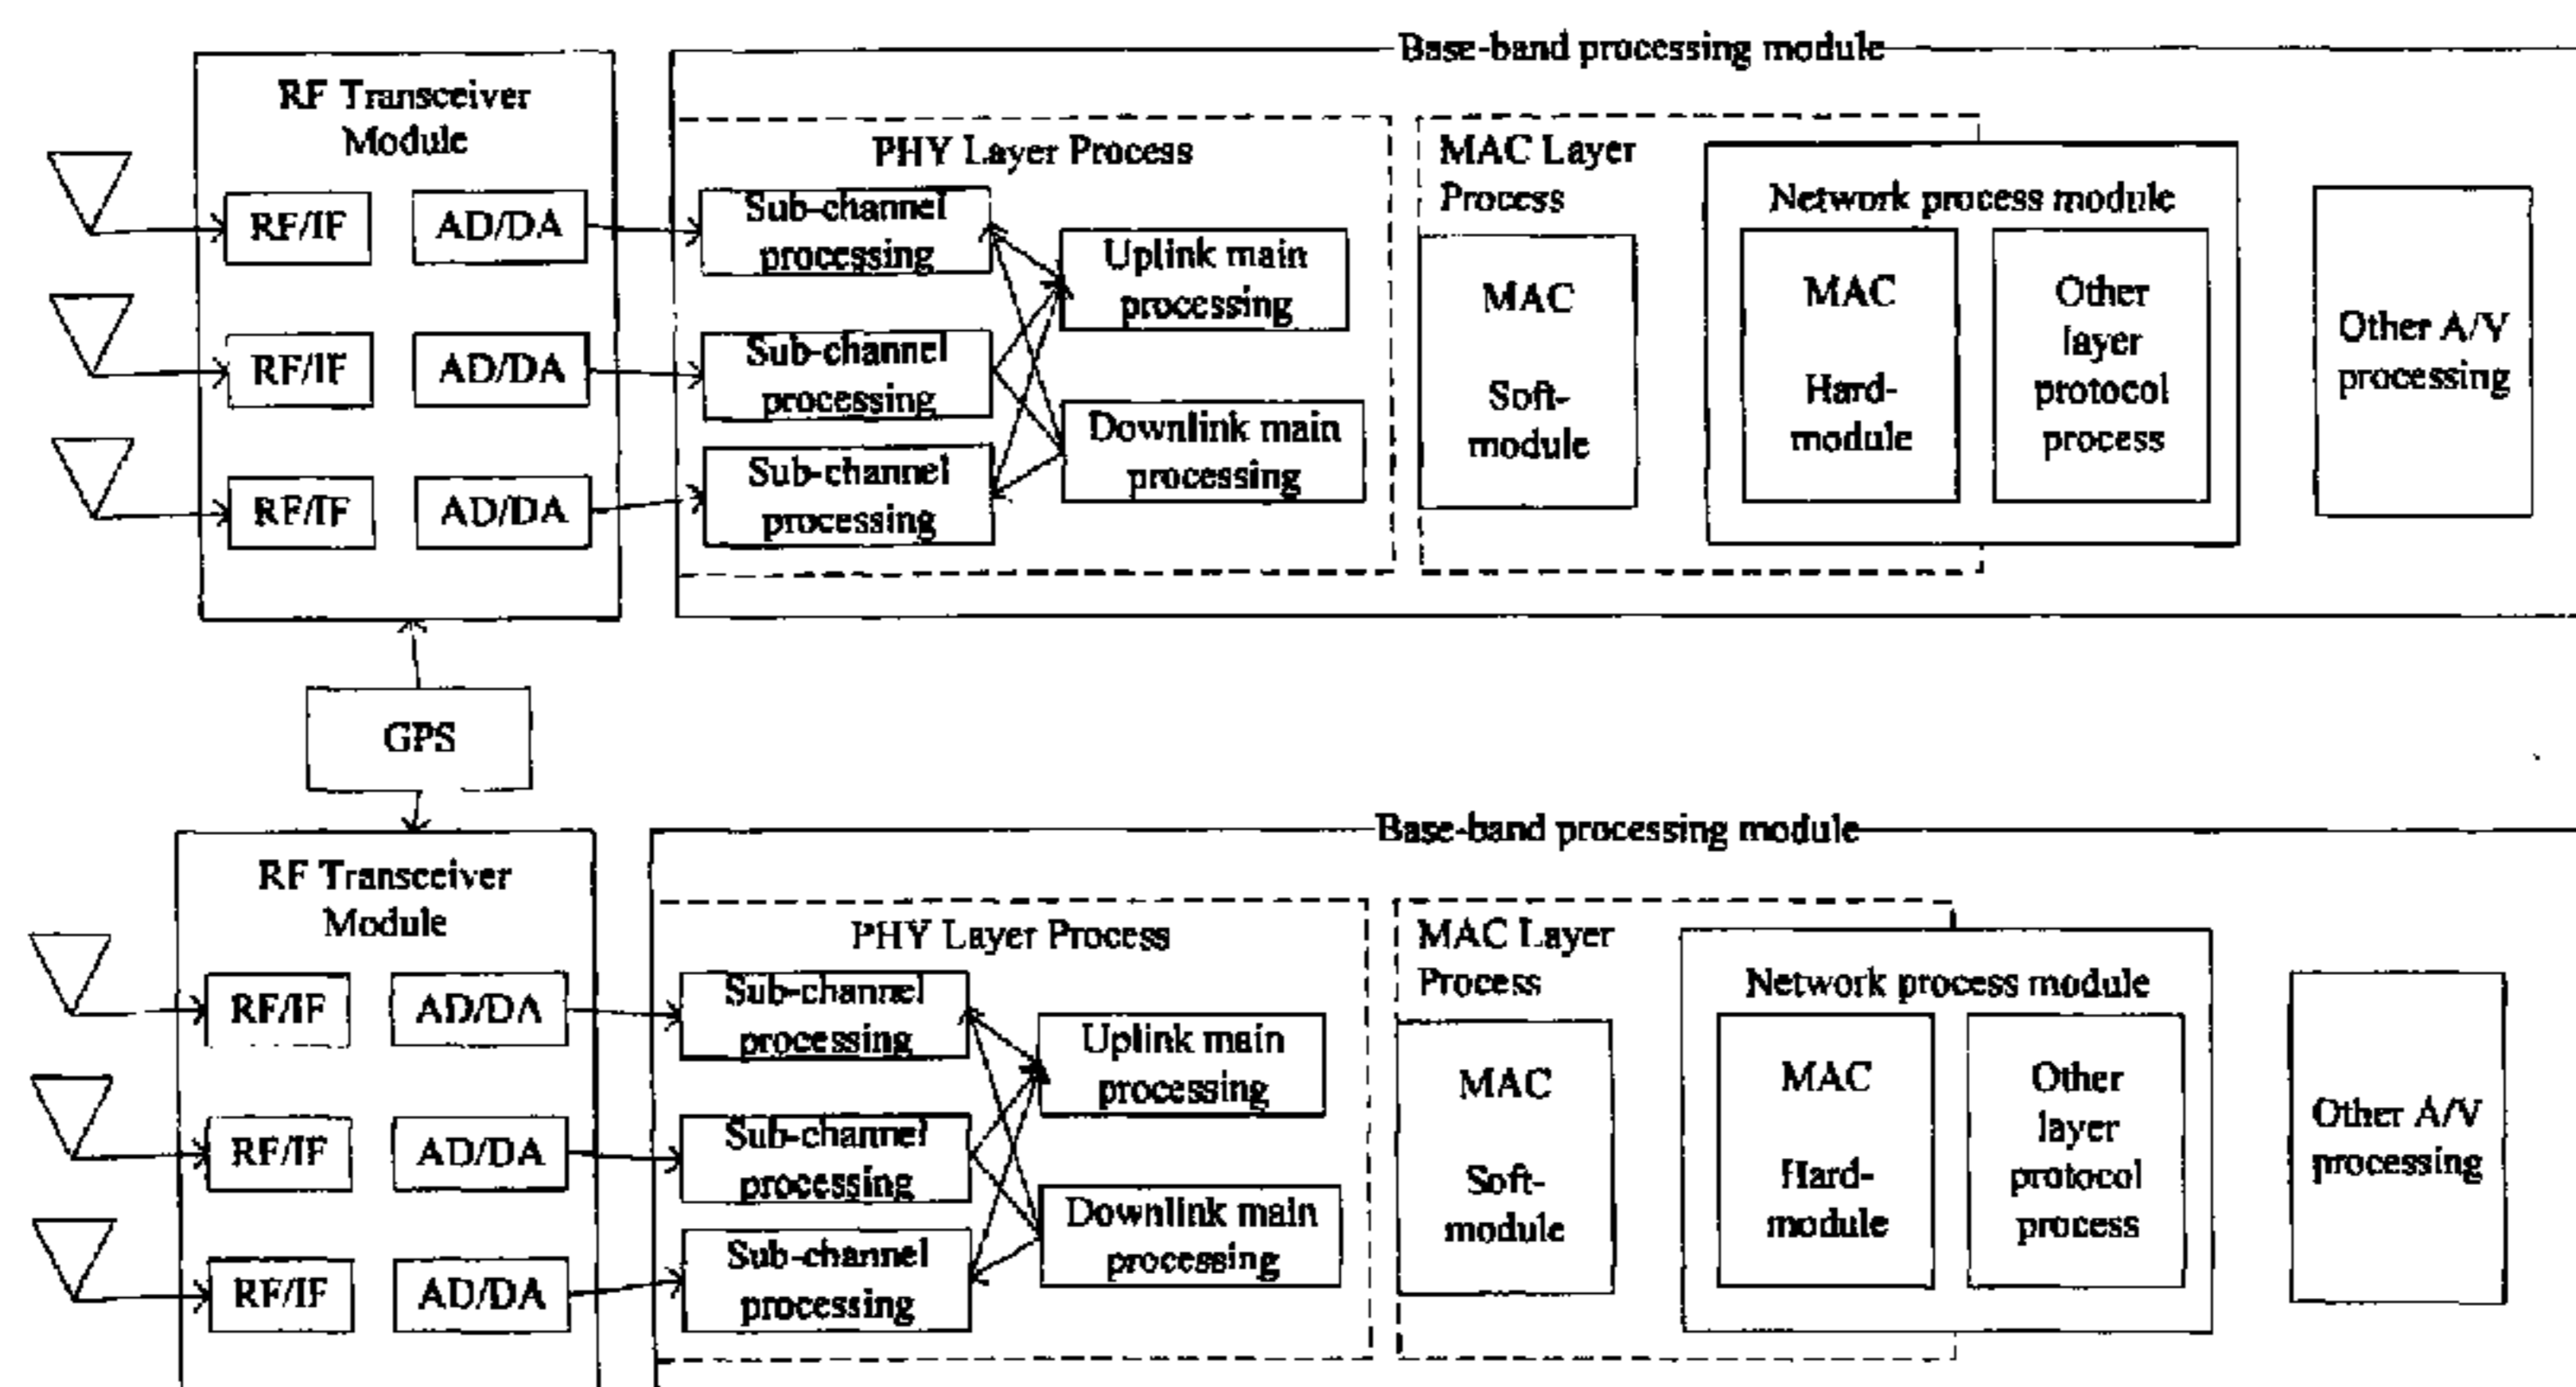 Base-band processing module
RF Transceiver
Module
PHY Layer Process
MAC Layer
Process
Network process module
RF/IF
AD/DA
Sub-channel
processing
Uplink main
processing
RF/IF
AD/DA
Sub-channel
processing
Downlink main
processing
RF/IF
AD/DA
Sub-channel
processing
MAC
Soft-
module
MAC
Hard-
module
Other
layer
protocol
process
Other A/V
processing
GPS
Base-band processing module
RF Transceiver
Module
PHY Layer Process
MAC Layer
Process
Network process module
RF/IF
AD/DA
Sub-channel
processing
Uplink main
processing
RF/IF
AD/DA
Sub-channel
processing
Downlink main
processing
RF/IF
AD/DA
Sub-channel
processing
MAC
Soft-
module
MAC
Hard-
module
Other
layer
protocol
process
Other A/V
processing